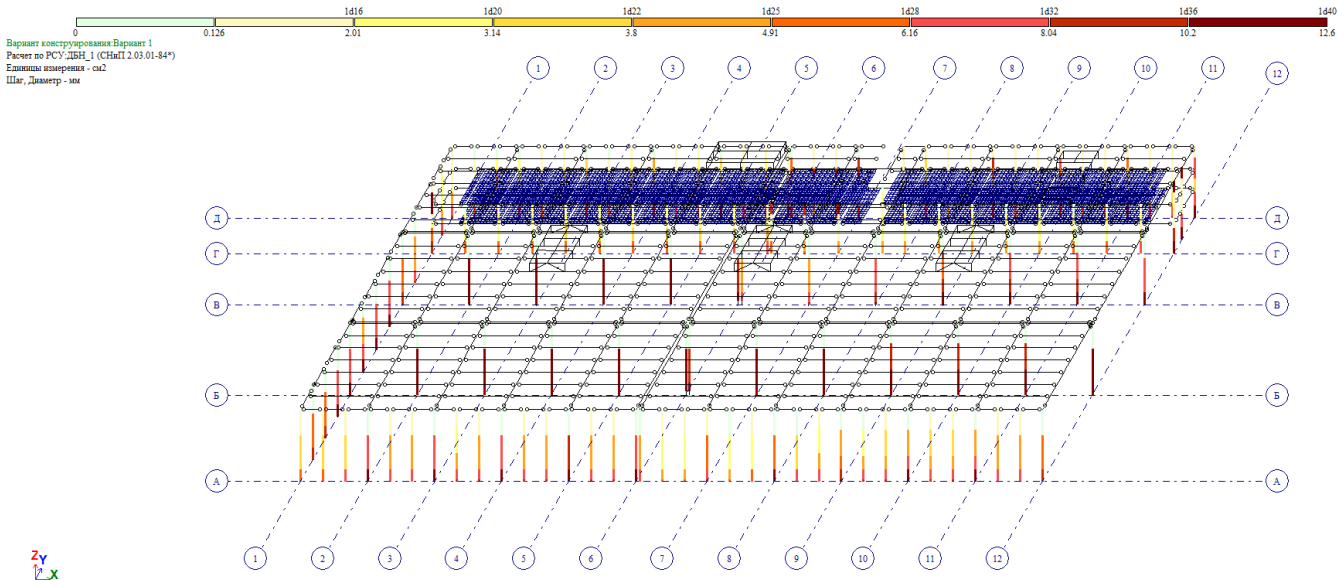 1d16 1d20 1d22 1d25 1d28 1d32 1d36 1d40
0 0.126 2.01 3.14 3.8 4.91 6.16 8.04 10.2 12.6
Вариант конструирования:Вариант 1
Расчет по РСУ:ДБН_1 (СНиП 2.03.01-84*)
Единицы измерения - см2
Шаг, Диаметр - мм
1 2 3 4 5 6 7 8 9 10 11 12
Д Д
Г Г
В В
Б Б
А А
1 2 3 4 5 6 7 8 9 10 11 12
Z Y
X